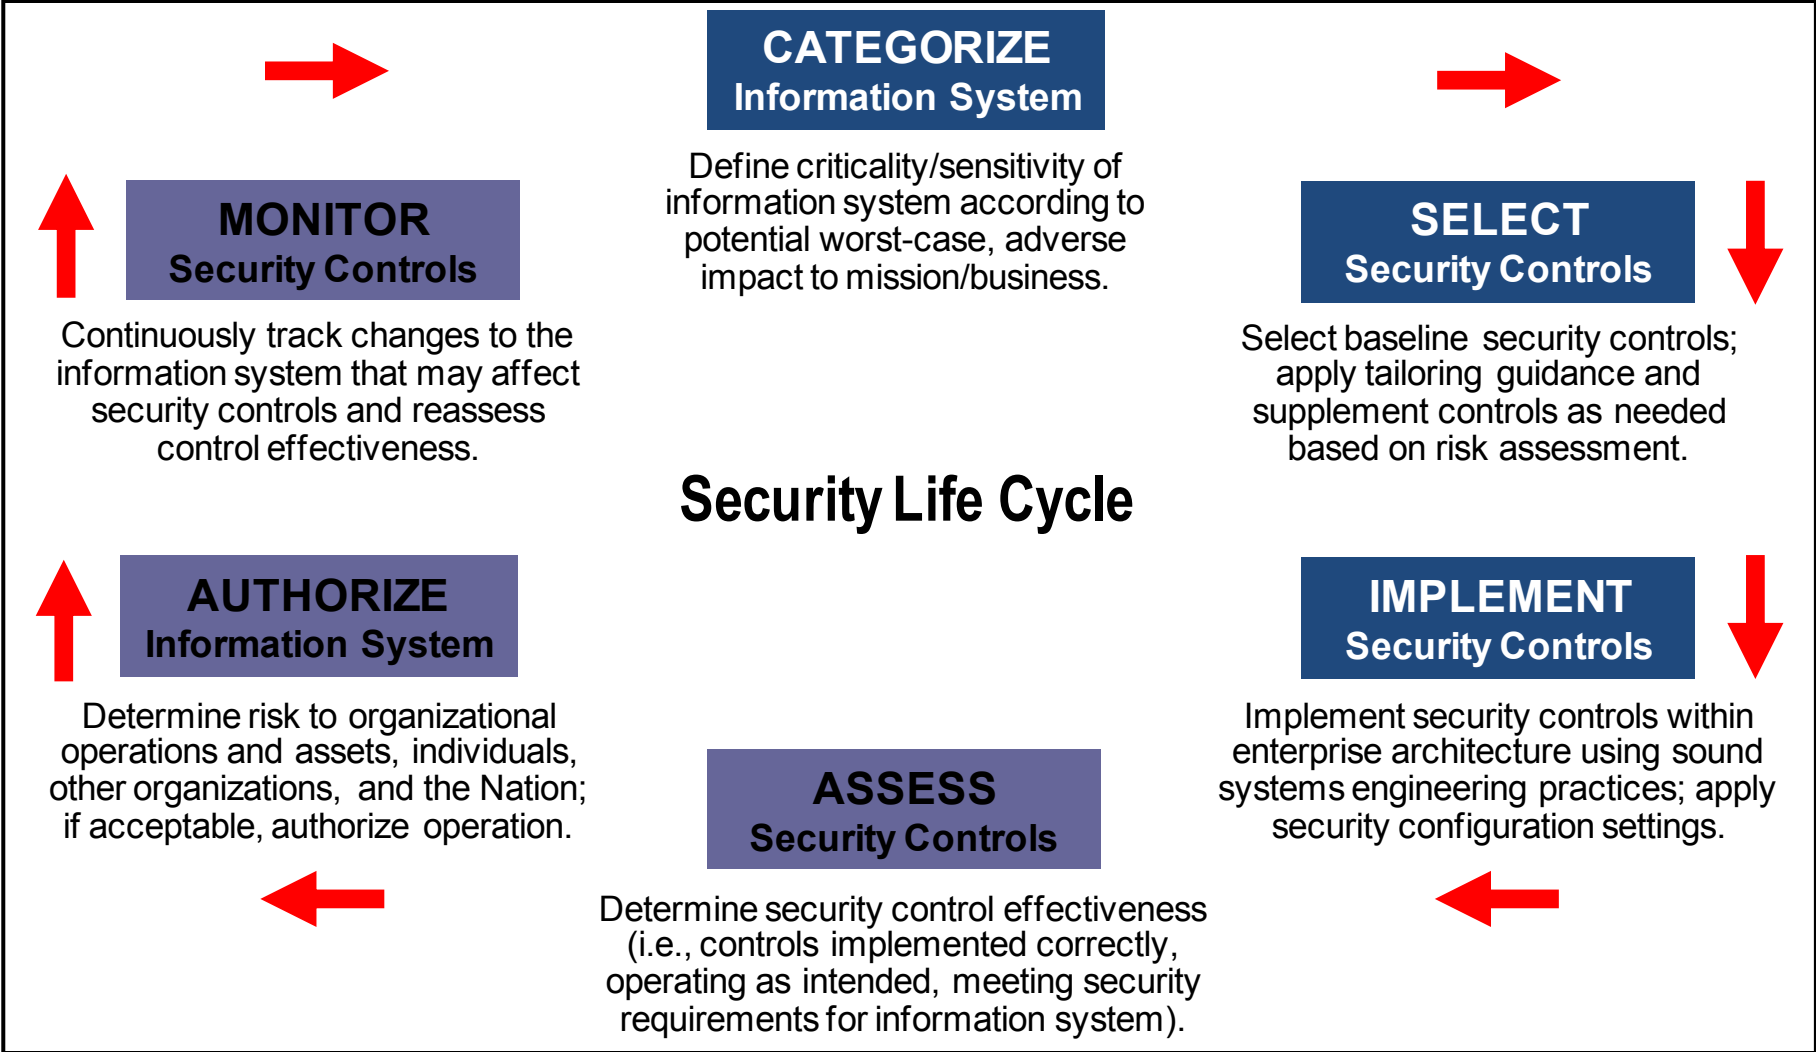 CATEGORIZE
Information System
Define criticality/sensitivity of
information system according to
potential worst-case, adverse
impact to mission/business.
SELECT
Security Controls
Select baseline security controls;
apply tailoring guidance and
supplement controls as needed
based on risk assessment.
IMPLEMENT
Security Controls
Implement security controls within
enterprise architecture using sound
systems engineering practices; apply
security configuration settings.
ASSESS
Security Controls
Determine security control effectiveness
(i.e., controls implemented correctly,
operating as intended, meeting security
requirements for information system).
AUTHORIZE
Information System
Determine risk to organizational
operations and assets, individuals,
other organizations, and the Nation;
if acceptable, authorize operation.
MONITOR
Security Controls
Continuously track changes to the
information system that may affect
security controls and reassess
control effectiveness.
Security Life Cycle